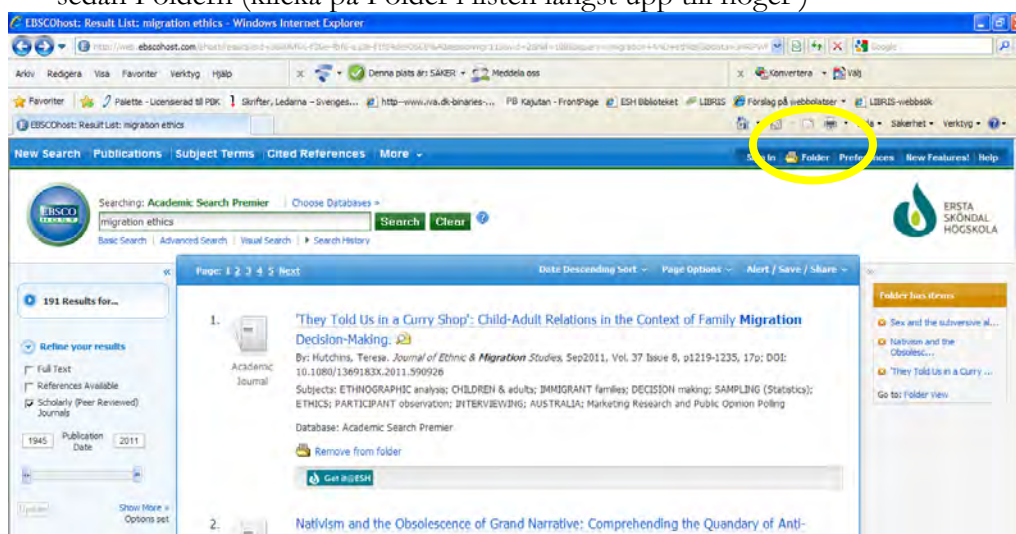 sedan Foldern (klicka på Folder i listen längst upp till höger)
EBSCOhost: Result List: migration ethics - Windows Internet Explorer
Google
Arkiv Redigera Visa Favoriter Verktyg Hjälp
x Denna plats är: SÄKER Meddela oss
x Konvertera Välj
Favoriter Palette - Licenserad till PDK Skrifter, Ledarna – Sveriges... http--www.iva.dk-binaries-... Kajutan - FrontPage ESH Biblioteket LIBRIS Förslag på webbplatser LIBRIS-webbsök
EBSCOhost: Result List: migration ethics
Säkerhet Verktyg
New Search Publications Subject Terms Cited References More
Sign In Folder Preferences New Features! Help
EBSCO HOST
Searching: Academic Search Premier Choose Databases »
migration ethics Search Clear
Basic Search Advanced Search Visual Search Search History
ERSTA
SKÖNDAL
HÖGSKOLA
«
191 Results for...
Refine your results
Full Text
References Available
Scholarly (Peer Reviewed)
Journals
1945 Publication Date 2011
Update
Show More »
Options set
Page: 1 2 3 4 5 Next Date Descending Sort Page Options Alert / Save / Share
1.
Academic
Journal
'They Told Us in a Curry Shop': Child-Adult Relations in the Context of Family Migration
Decision-Making.
By: Hutchins, Teresa. Journal of Ethnic & Migration Studies, Sep2011, Vol. 37 Issue 8, p1219-1235, 17p; DOI:
10.1080/1369183X.2011.590926
Subjects: ETHNOGRAPHIC analysis; CHILDREN & adults; IMMIGRANT families; DECISION making; SAMPLING (Statistics);
ETHICS; PARTICIPANT observation; INTERVIEWING; AUSTRALIA; Marketing Research and Public Opinion Polling
Database: Academic Search Premier
Remove from folder
Get it@ESH
2. Nativism and the Obsolescence of Grand Narrative: Comprehending the Quandary of Anti-
»
Folder has items
Sex and the subversive al...
Nativism and the
Obsolesc...
'They Told Us in a Curry ...
Go to: Folder View